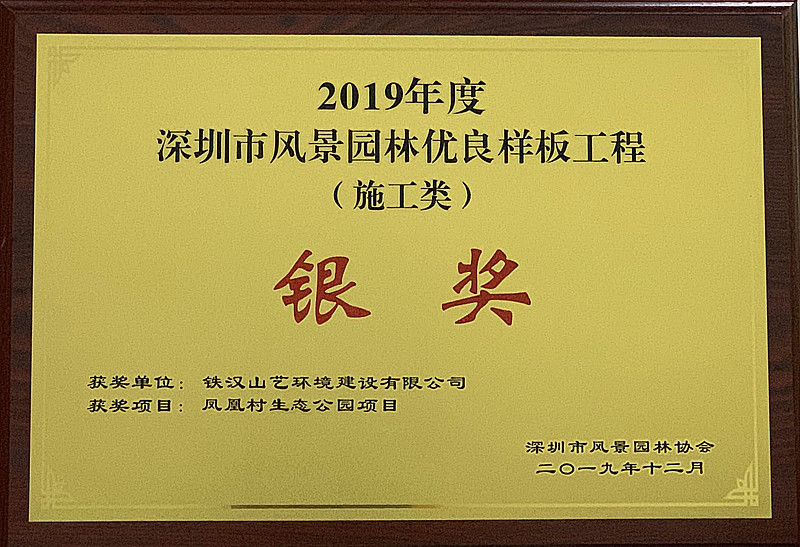 2019年度
深圳市风景园林优良样板工程
（施工类）
银 奖
获奖单位： 铁汉山艺环境建设有限公司
获奖项目： 凤凰村生态公园项目
深圳市风景园林协会
二〇一九年十二月